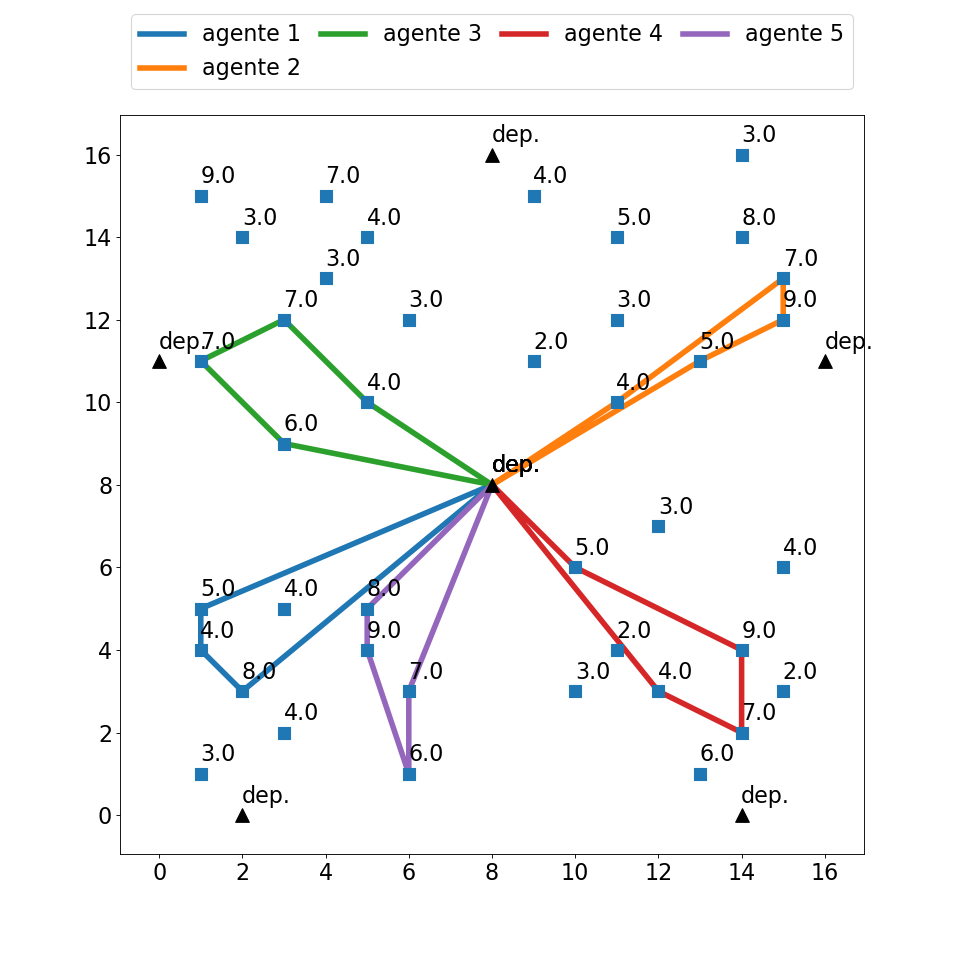 agente 1 agente 3 agente 4 agente 5
agente 2
dep. 3.0
16
9.0 7.0 4.0
3.0 4.0 5.0 8.0
14
3.0 7.0
7.0 3.0 3.0 9.0
12
dep. 7.0 2.0 5.0 dep.
4.0 4.0
10
6.0
dep.
8
3.0
5.0 4.0
6
5.0 4.0 8.0
4.0 9.0 2.0 9.0
4
8.0 7.0 3.0 4.0 2.0
4.0 7.0
2
3.0 6.0 6.0
dep. dep.
0
0 2 4 6 8 10 12 14 16